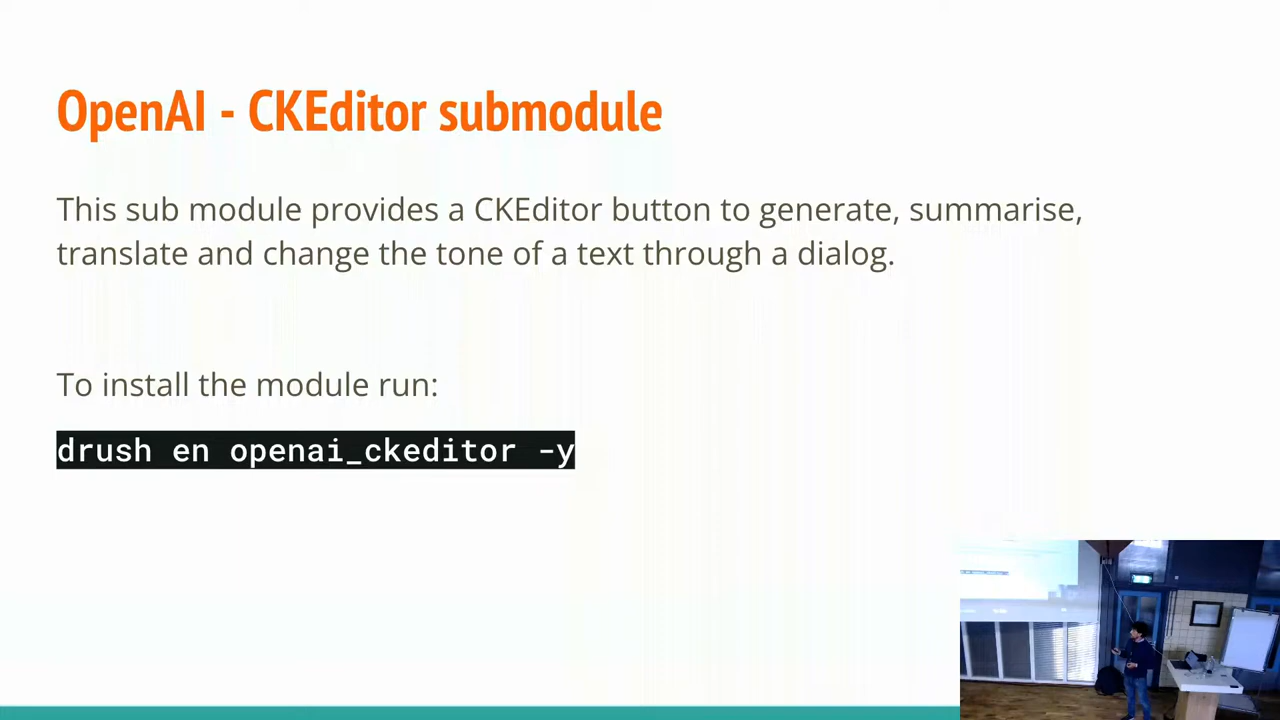 OpenAI - CKEditor submodule
This sub module provides a CKEditor button to generate, summarise,
translate and change the tone of a text through a dialog.
To install the module run:
drush en openai_ckeditor -y